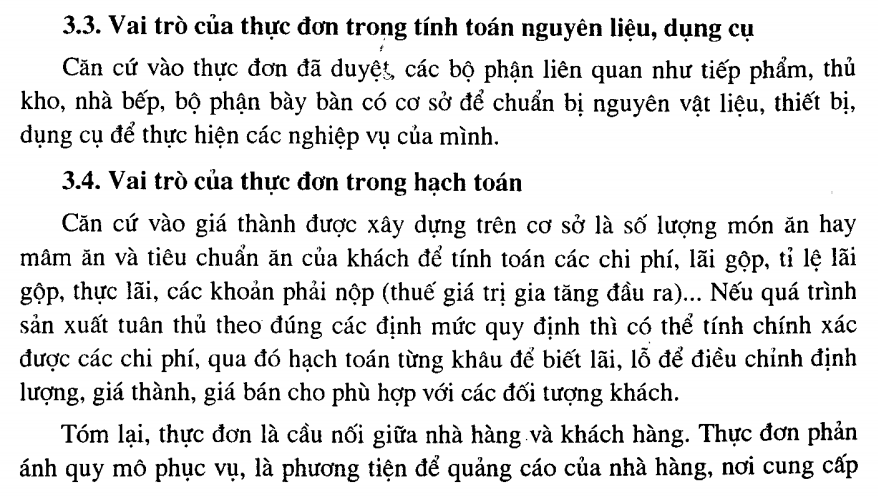 3.3. Vai trò của thực đơn trong tính toán nguyên liệu, dụng cụ
Căn cứ vào thực đơn đã duyệt, các bộ phận liên quan như tiếp phẩm, thủ
kho, nhà bếp, bộ phận bày bàn có cơ sở để chuẩn bị nguyên vật liệu, thiết bị,
dụng cụ để thực hiện các nghiệp vụ của mình.
3.4. Vai trò của thực đơn trong hạch toán
Căn cứ vào giá thành được xây dựng trên cơ sở là số lượng món ăn hay
mâm ăn và tiêu chuẩn ăn của khách để tính toán các chi phí, lãi gộp, tỉ lệ lãi
gộp, thực lãi, các khoản phải nộp (thuế giá trị gia tăng đầu ra)... Nếu quá trình
sản xuất tuân thủ theo đúng các định mức quy định thì có thể tính chính xác
được các chi phí, qua đó hạch toán từng khâu để biết lãi, lỗ để điều chỉnh định
lượng, giá thành, giá bán cho phù hợp với các đối tượng khách.
Tóm lại, thực đơn là cầu nối giữa nhà hàng và khách hàng. Thực đơn phản
ánh quy mô phục vụ, là phương tiện để quảng cáo của nhà hàng, nơi cung cấp